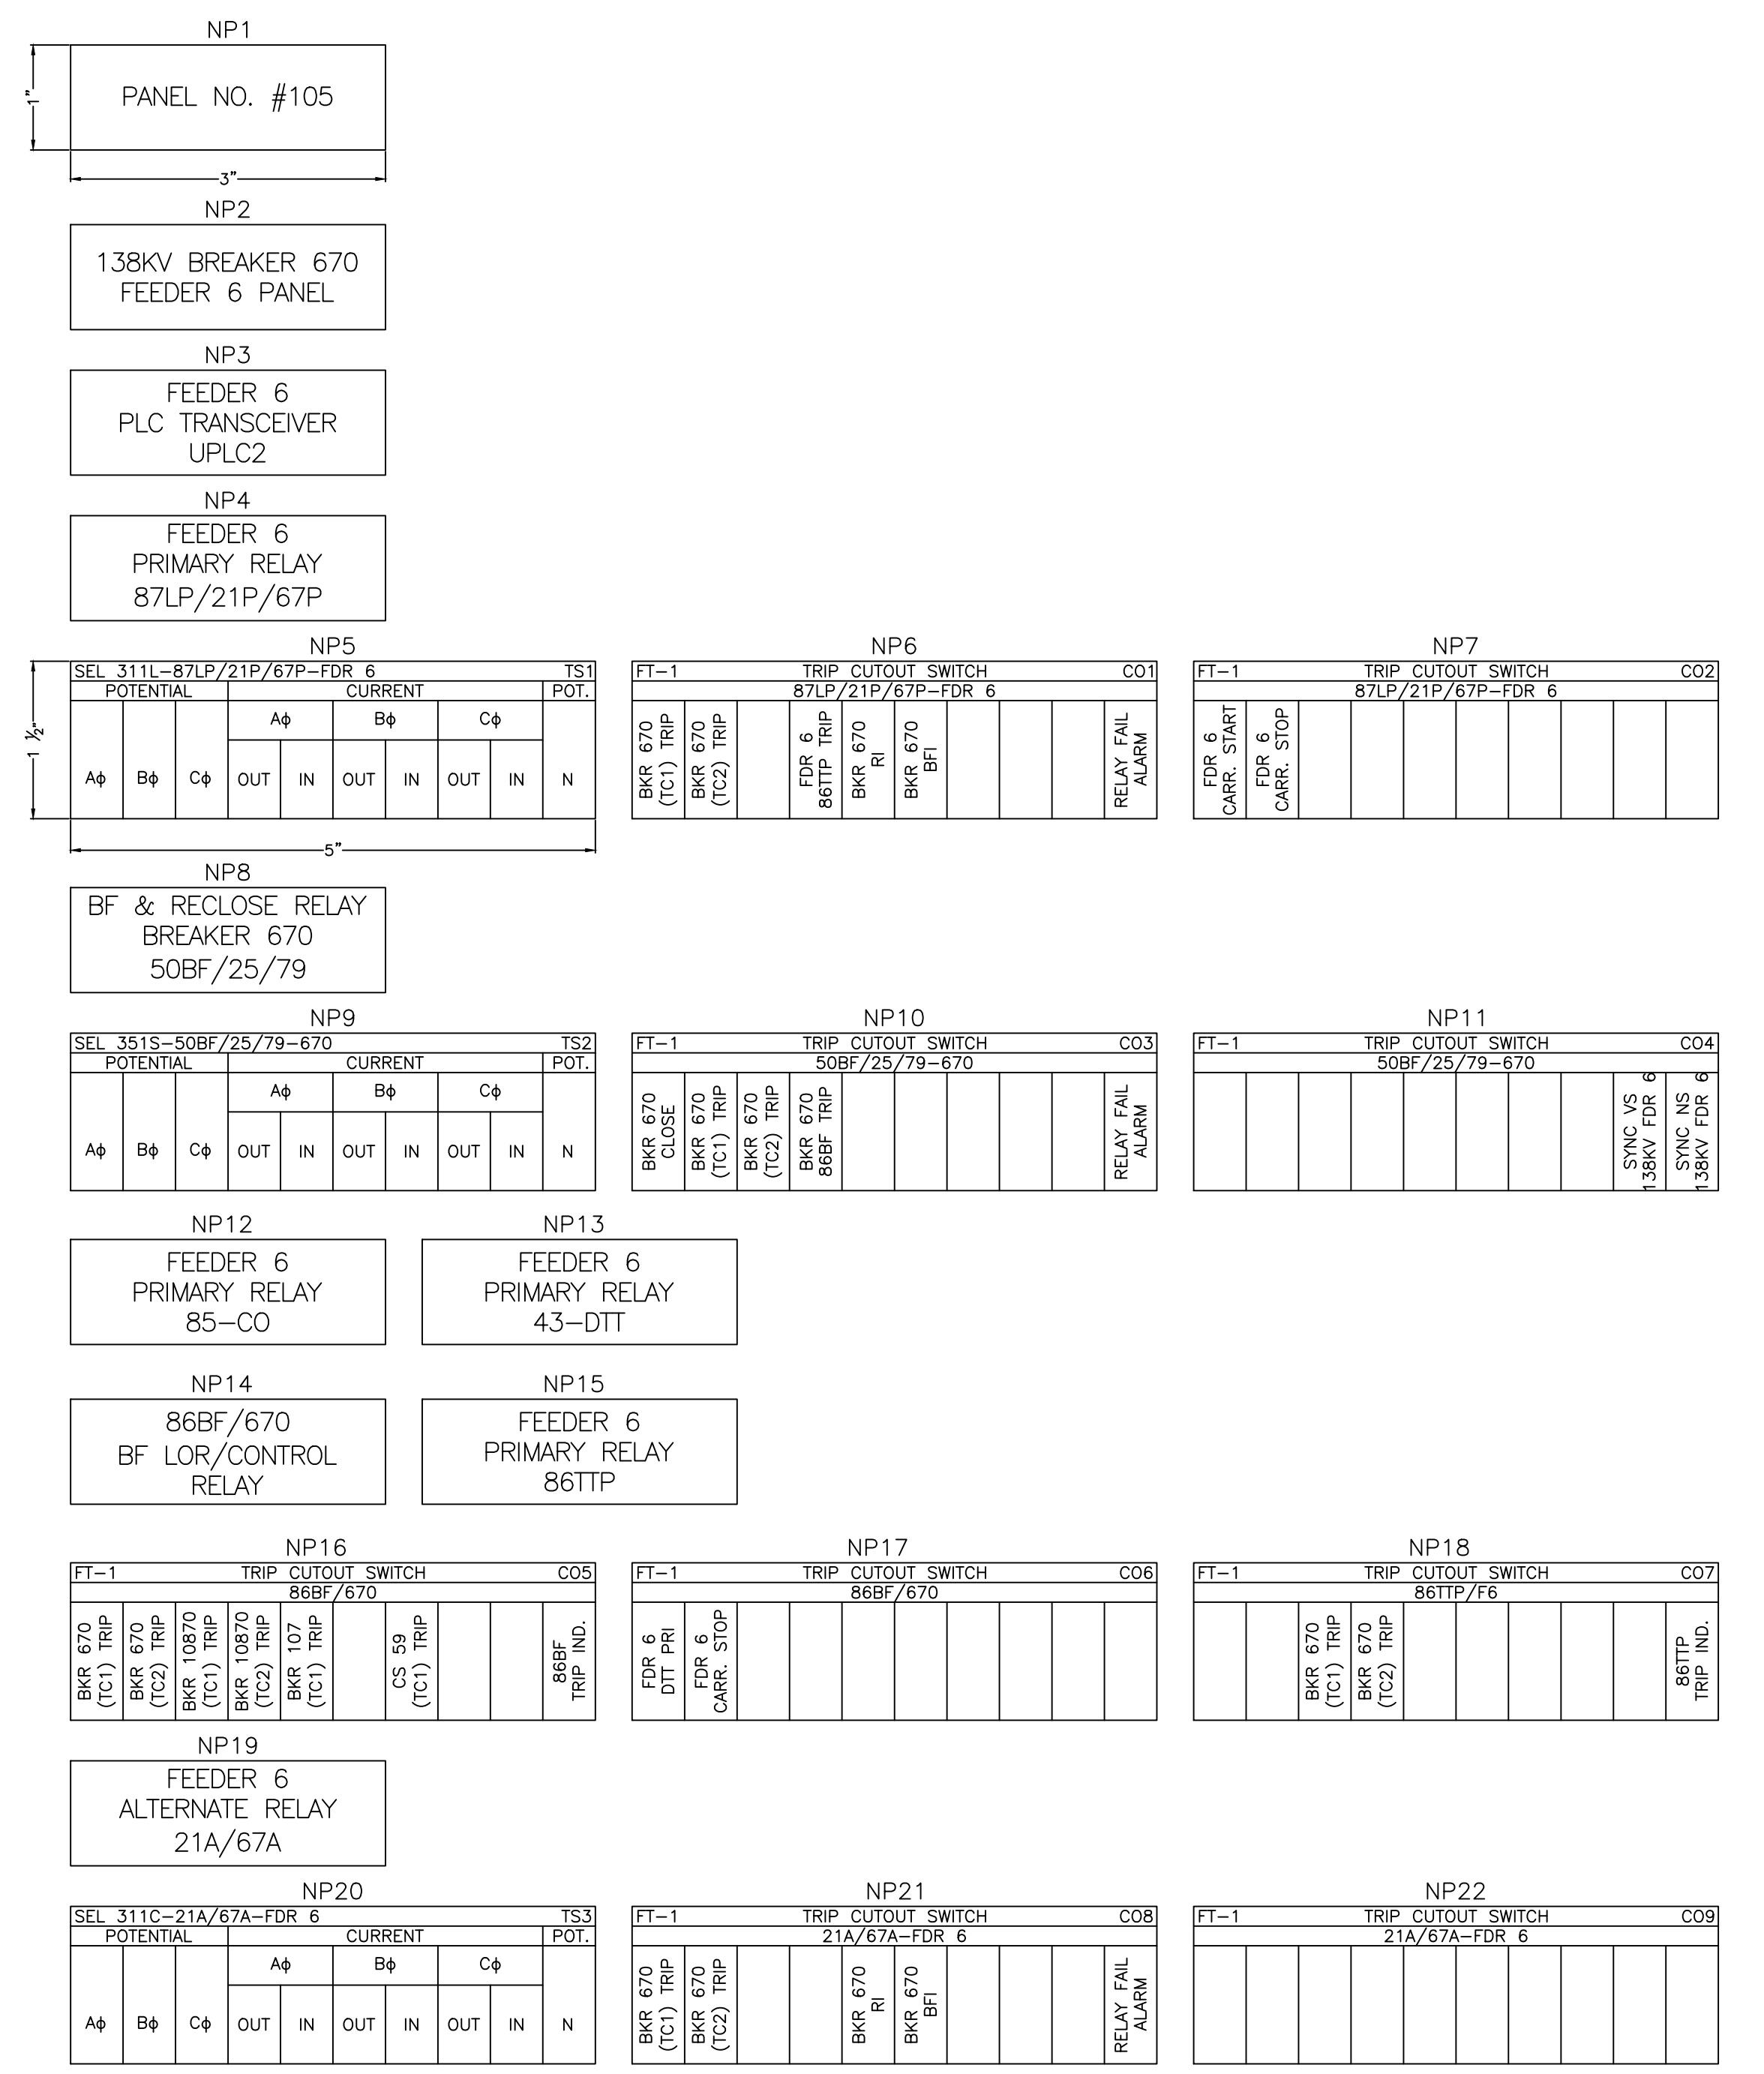 NP1
PANEL NO. #105
1"
3"
NP2
138KV BREAKER 670
FEEDER 6 PANEL
NP3
FEEDER 6
PLC TRANSCEIVER
UPLC2
NP4
FEEDER 6
PRIMARY RELAY
87LP/21P/67P
NP5
SEL 311L-87LP/21P/67P-FDR 6 TS1
POTENTIAL CURRENT POT.
Aϕ Bϕ Cϕ
Aϕ Bϕ Cϕ OUT IN OUT IN OUT IN N
1 ½"
5"
NP6
FT-1 TRIP CUTOUT SWITCH CO1
87LP/21P/67P-FDR 6
BKR 670
(TC1) TRIP
BKR 670
(TC2) TRIP
FDR 6
86TTP TRIP
BKR 670
RI
BKR 670
BFI
RELAY FAIL
ALARM
NP7
FT-1 TRIP CUTOUT SWITCH CO2
87LP/21P/67P-FDR 6
FDR 6
CARR. START
FDR 6
CARR. STOP
NP8
BF & RECLOSE RELAY
BREAKER 670
50BF/25/79
NP9
SEL 351S-50BF/25/79-670 TS2
POTENTIAL CURRENT POT.
Aϕ Bϕ Cϕ
Aϕ Bϕ Cϕ OUT IN OUT IN OUT IN N
NP10
FT-1 TRIP CUTOUT SWITCH CO3
50BF/25/79-670
BKR 670
CLOSE
BKR 670
(TC1) TRIP
BKR 670
(TC2) TRIP
BKR 670
86BF TRIP
RELAY FAIL
ALARM
NP11
FT-1 TRIP CUTOUT SWITCH CO4
50BF/25/79-670
SYNC VS
138KV FDR 6
SYNC NS
138KV FDR 6
NP12
FEEDER 6
PRIMARY RELAY
85-CO
NP13
FEEDER 6
PRIMARY RELAY
43-DTT
NP14
86BF/670
BF LOR/CONTROL
RELAY
NP15
FEEDER 6
PRIMARY RELAY
86TTP
NP16
FT-1 TRIP CUTOUT SWITCH CO5
86BF/670
BKR 670
(TC1) TRIP
BKR 670
(TC2) TRIP
BKR 10870
(TC1) TRIP
BKR 10870
(TC2) TRIP
BKR 107
(TC1) TRIP
CS 59
(TC1) TRIP
86BF
TRIP IND.
NP17
FT-1 TRIP CUTOUT SWITCH CO6
86BF/670
FDR 6
DTT PRI
FDR 6
CARR. STOP
NP18
FT-1 TRIP CUTOUT SWITCH CO7
86TTP/F6
BKR 670
(TC1) TRIP
BKR 670
(TC2) TRIP
86TTP
TRIP IND.
NP19
FEEDER 6
ALTERNATE RELAY
21A/67A
NP20
SEL 311C-21A/67A-FDR 6 TS3
POTENTIAL CURRENT POT.
Aϕ Bϕ Cϕ
Aϕ Bϕ Cϕ OUT IN OUT IN OUT IN N
NP21
FT-1 TRIP CUTOUT SWITCH CO8
21A/67A-FDR 6
BKR 670
(TC1) TRIP
BKR 670
(TC2) TRIP
BKR 670
RI
BKR 670
BFI
RELAY FAIL
ALARM
NP22
FT-1 TRIP CUTOUT SWITCH CO9
21A/67A-FDR 6